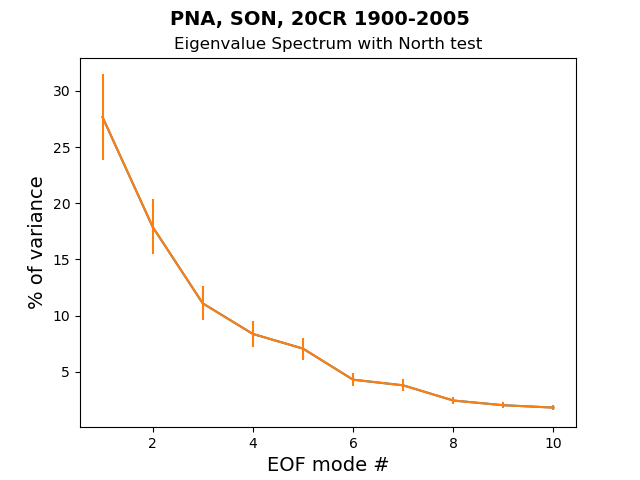 PNA, SON, 20CR 1900-2005
Eigenvalue Spectrum with North test
% of variance
30
25
20
15
10
5
2 4 6 8 10
EOF mode #